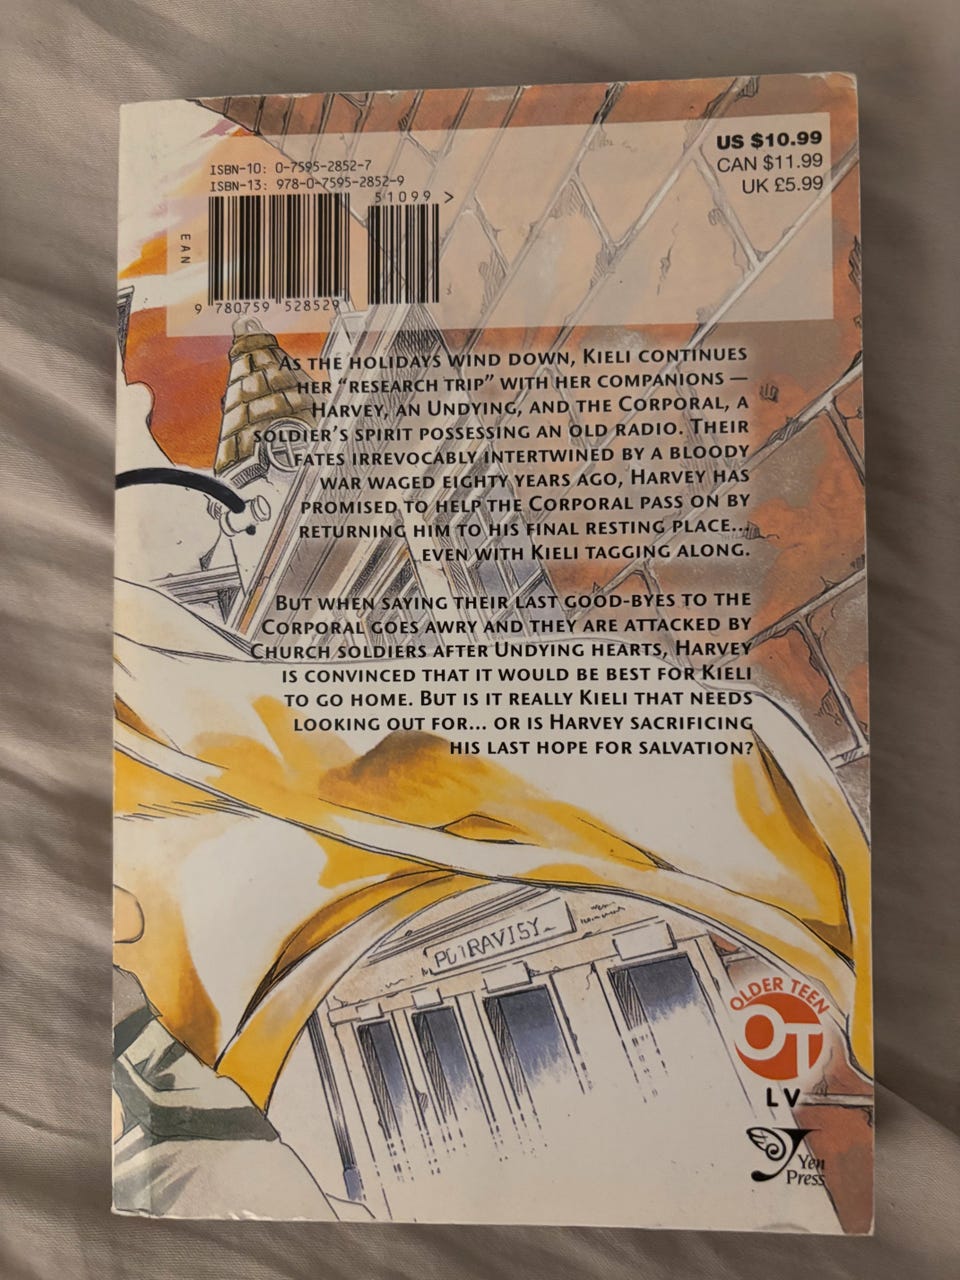 ISBN-10: 0-7595-2852-7
ISBN-13: 978-0-7595-2852-9
51099 >
EAN
9 780759 528529
US $10.99
CAN $11.99
UK £5.99
AS THE HOLIDAYS WIND DOWN, KIELI CONTINUES
HER “RESEARCH TRIP” WITH HER COMPANIONS —
HARVEY, AN UNDYING, AND THE CORPORAL, A
SOLDIER’S SPIRIT POSSESSING AN OLD RADIO. THEIR
FATES IRREVOCABLY INTERTWINED BY A BLOODY
WAR WAGED EIGHTY YEARS AGO, HARVEY HAS
PROMISED TO HELP THE CORPORAL PASS ON BY
RETURNING HIM TO HIS FINAL RESTING PLACE...
EVEN WITH KIELI TAGGING ALONG.
BUT WHEN SAYING THEIR LAST GOOD-BYES TO THE
CORPORAL GOES AWRY AND THEY ARE ATTACKED BY
CHURCH SOLDIERS AFTER UNDYING HEARTS, HARVEY
IS CONVINCED THAT IT WOULD BE BEST FOR KIELI
TO GO HOME. BUT IS IT REALLY KIELI THAT NEEDS
LOOKING OUT FOR... OR IS HARVEY SACRIFICING
HIS LAST HOPE FOR SALVATION?
OLDER TEEN
OT
LV
Yen
Press